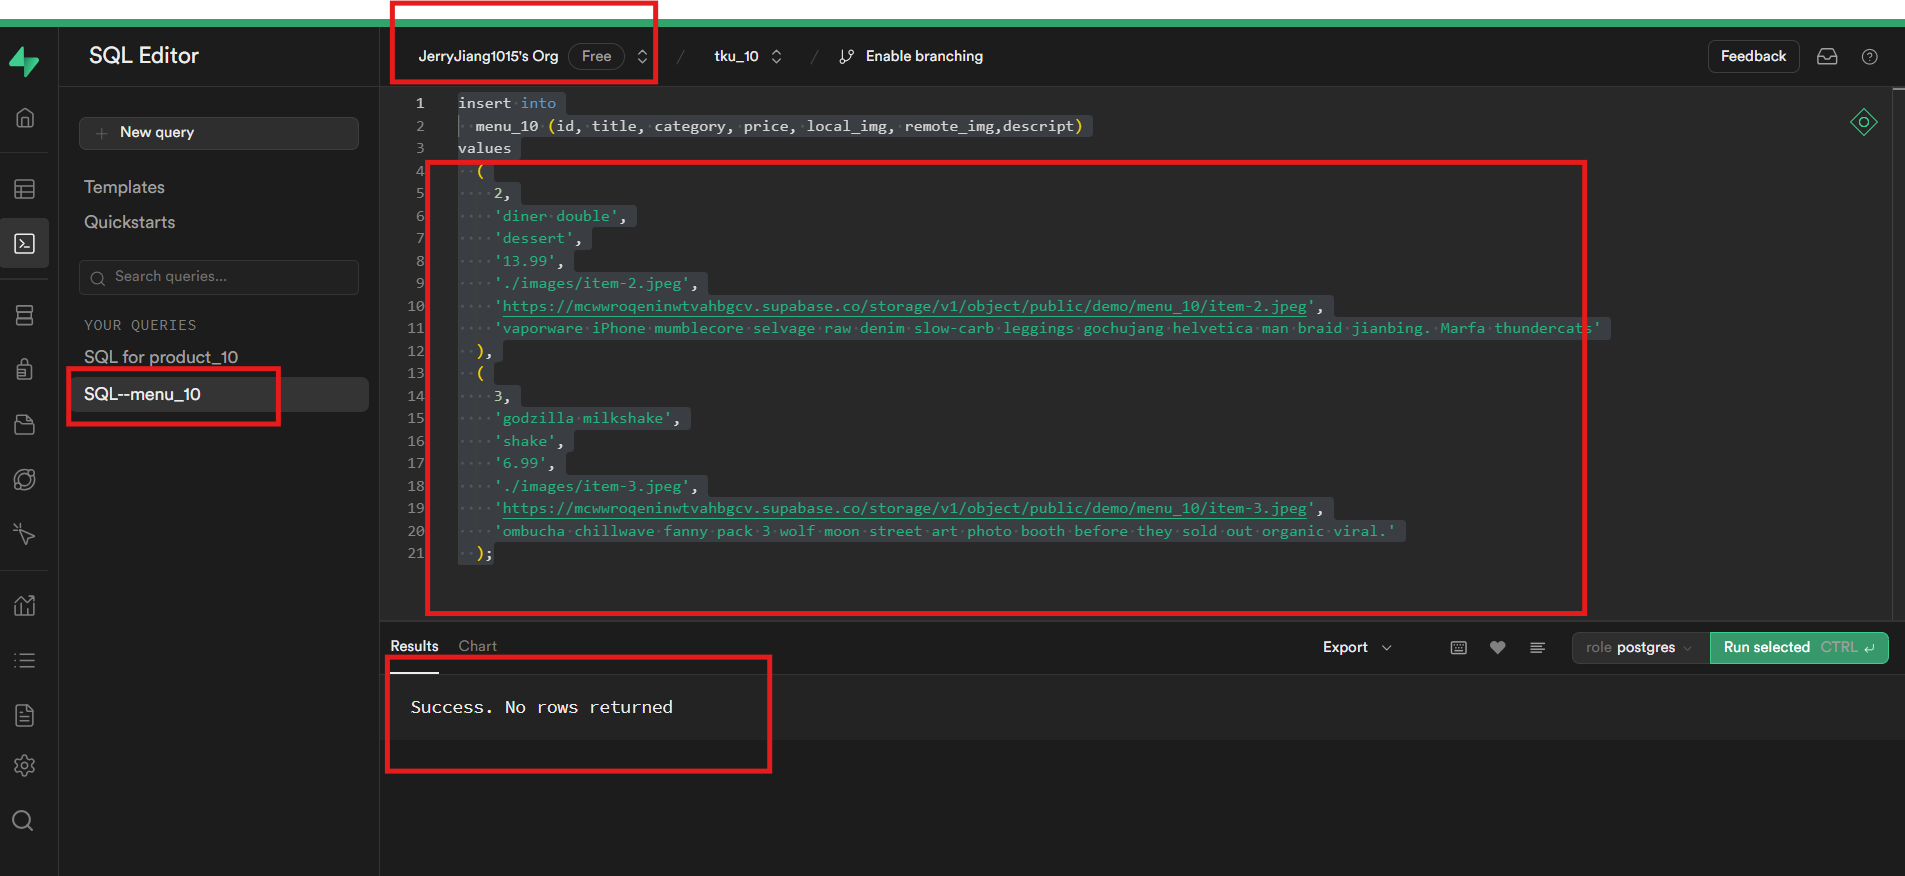 SQL Editor
JerryJiang1015's Org Free / tku_10 / Enable branching
Feedback
New query
Templates
Quickstarts
Search queries...
YOUR QUERIES
SQL for product_10
SQL--menu_10
1 insert into
2 menu_10 (id, title, category, price, local_img, remote_img,descript)
3 values
4 (
5 2,
6 'diner double',
7 'dessert',
8 '13.99',
9 './images/item-2.jpeg',
10 'https://mcwwroqeninwtvahbgcv.supabase.co/storage/v1/object/public/demo/menu_10/item-2.jpeg',
11 'vaporware iPhone mumblecore selvage raw denim slow-carb leggings gochujang helvetica man braid jianbing. Marfa thundercats'
12 ),
13 (
14 3,
15 'godzilla milkshake',
16 'shake',
17 '6.99',
18 './images/item-3.jpeg',
19 'https://mcwwroqeninwtvahbgcv.supabase.co/storage/v1/object/public/demo/menu_10/item-3.jpeg',
20 'ombucha chillwave fanny pack 3 wolf moon street art photo booth before they sold out organic viral.'
21 );
Results Chart
Export
role postgres
Run selected CTRL ↵
Success. No rows returned